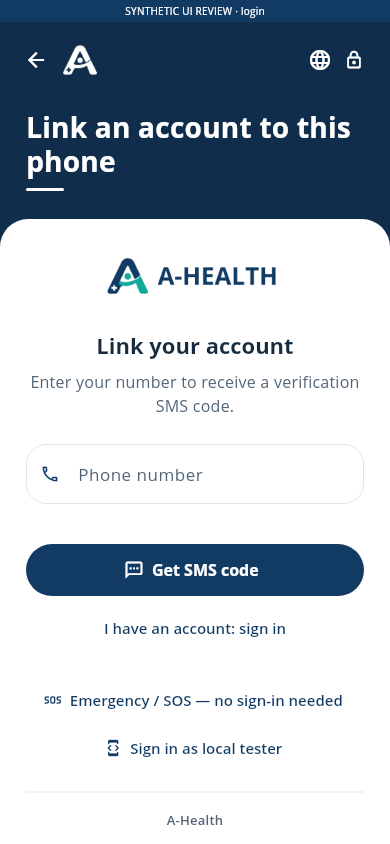 SYNTHETIC UI REVIEW · login
Link an account to this
phone
A-HEALTH
Link your account
Enter your number to receive a verification
SMS code.
Phone number
Get SMS code
I have an account: sign in
SOS Emergency / SOS — no sign-in needed
Sign in as local tester
A-Health